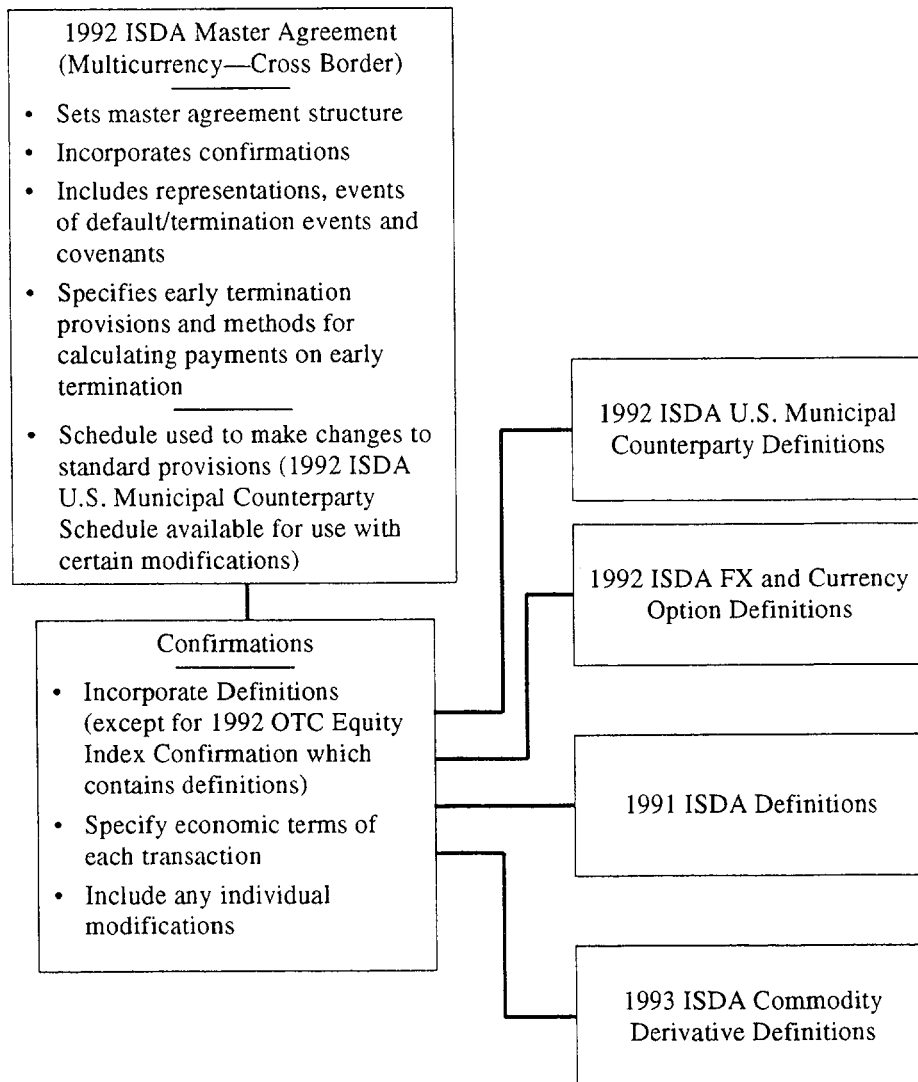 1992 ISDA Master Agreement
(Multicurrency—Cross Border)
• Sets master agreement structure
• Incorporates confirmations
• Includes representations, events
of default/termination events and
covenants
• Specifies early termination
provisions and methods for
calculating payments on early
termination
• Schedule used to make changes to
standard provisions (1992 ISDA
U.S. Municipal Counterparty
Schedule available for use with
certain modifications)
Confirmations
• Incorporate Definitions
(except for 1992 OTC Equity
Index Confirmation which
contains definitions)
• Specify economic terms of
each transaction
• Include any individual
modifications
1992 ISDA U.S. Municipal
Counterparty Definitions
1992 ISDA FX and Currency
Option Definitions
1991 ISDA Definitions
1993 ISDA Commodity
Derivative Definitions